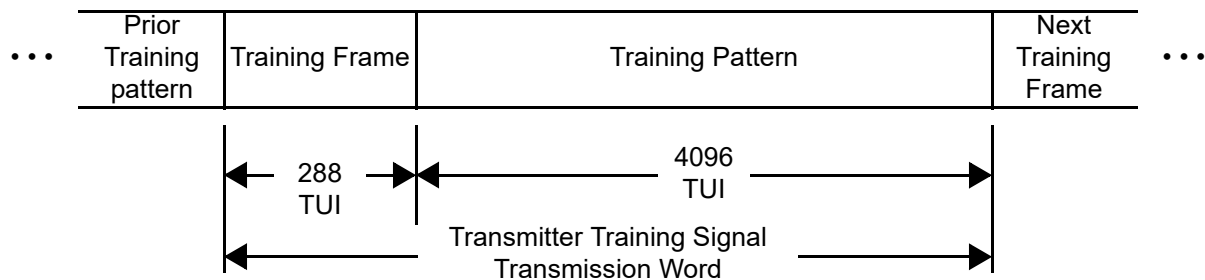 • • •
Prior
Training
pattern
Training Frame
Training Pattern
Next
Training
Frame
• • •
288
TUI
4096
TUI
Transmitter Training Signal
Transmission Word